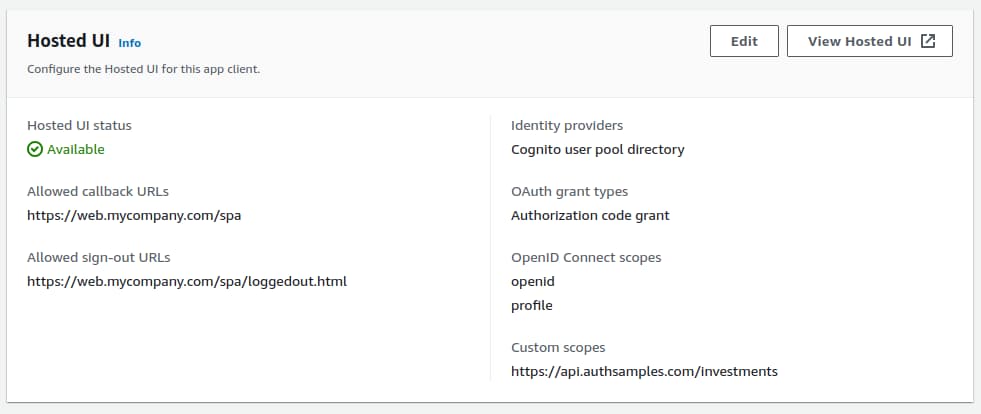 Hosted UI Info
Edit
View Hosted UI
Configure the Hosted UI for this app client.
Hosted UI status
Available
Allowed callback URLs
https://web.mycompany.com/spa
Allowed sign-out URLs
https://web.mycompany.com/spa/loggedout.html
Identity providers
Cognito user pool directory
OAuth grant types
Authorization code grant
OpenID Connect scopes
openid
profile
Custom scopes
https://api.authsamples.com/investments